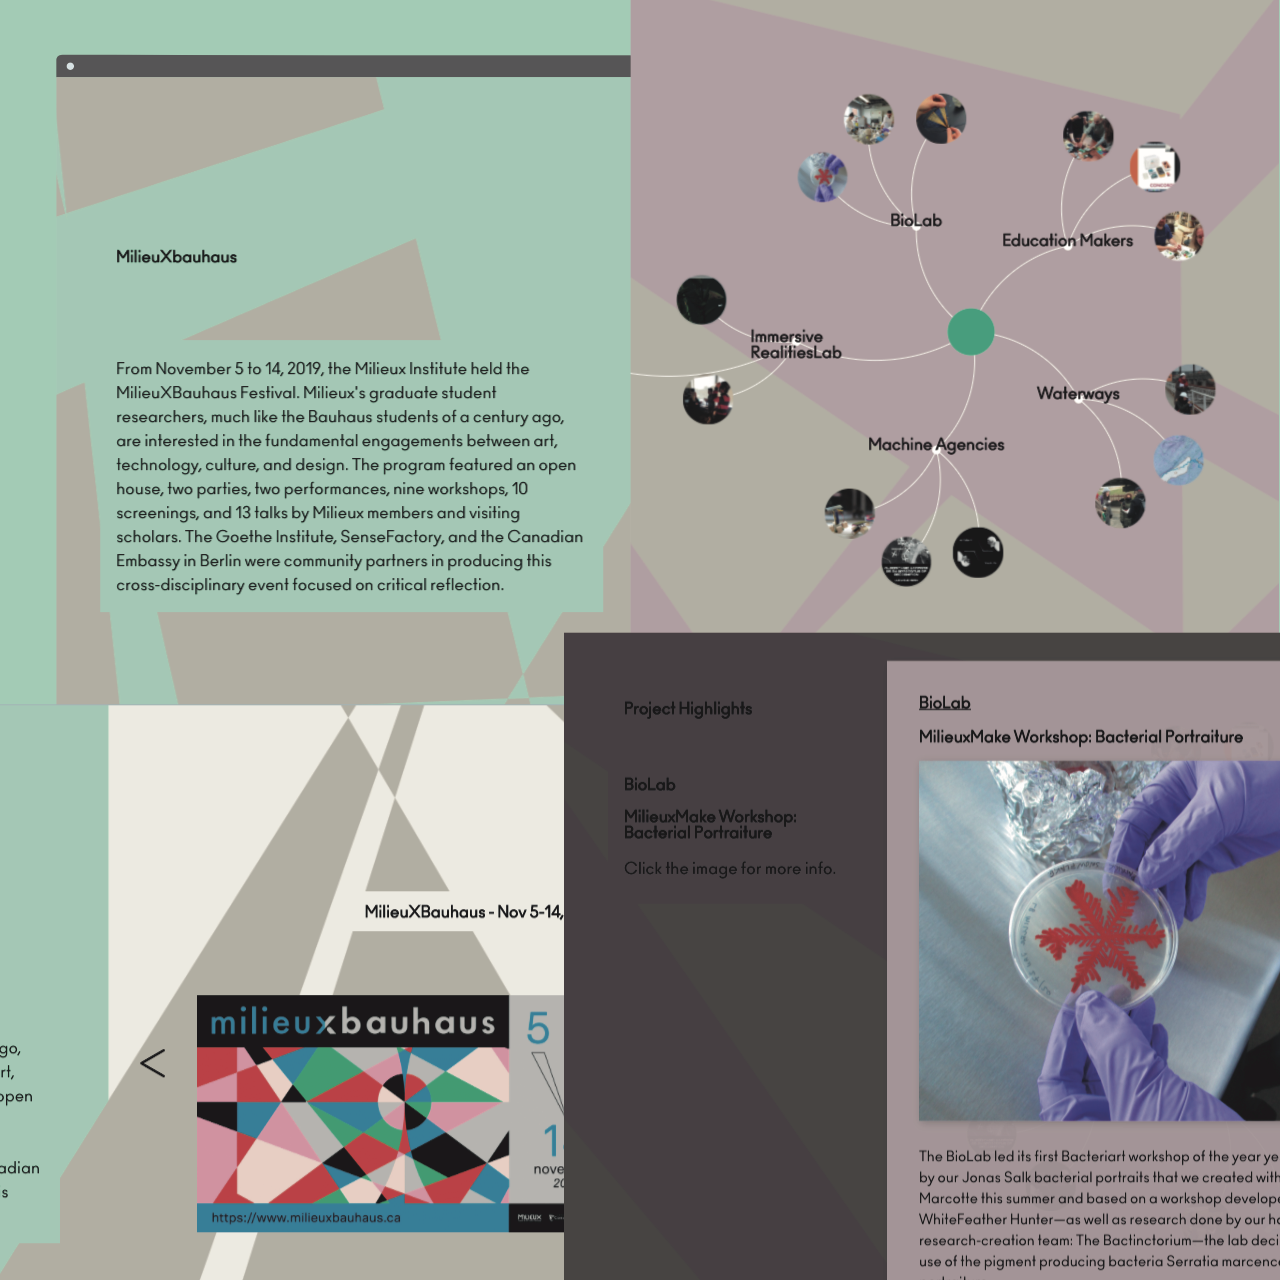 MilieuXbauhaus
From November 5 to 14, 2019, the Milieux Institute held the
MilieuXBauhaus Festival. Milieux's graduate student
researchers, much like the Bauhaus students of a century ago,
are interested in the fundamental engagements between art,
technology, culture, and design. The program featured an open
house, two parties, two performances, nine workshops, 10
screenings, and 13 talks by Milieux members and visiting
scholars. The Goethe Institute, SenseFactory, and the Canadian
Embassy in Berlin were community partners in producing this
cross-disciplinary event focused on critical reflection.
BioLab
Education Makers
Immersive
RealitiesLab
Waterways
Machine Agencies
go,
rt,
open
adian
s
MilieuXBauhaus - Nov 5-14,
<
milieuxbauhaus
5
1
nove
20
https://www.milieuxbauhaus.ca
MILIEUX
Project Highlights
BioLab
MilieuxMake Workshop:
Bacterial Portraiture
Click the image for more info.
BioLab
MilieuxMake Workshop: Bacterial Portraiture
The BioLab led its first Bacteriart workshop of the year ye
by our Jonas Salk bacterial portraits that we created with
Marcotte this summer and based on a workshop develope
WhiteFeather Hunter—as well as research done by our ho
research-creation team: The Bactinctorium—the lab deci
use of the pigment producing bacteria Serratia marcence